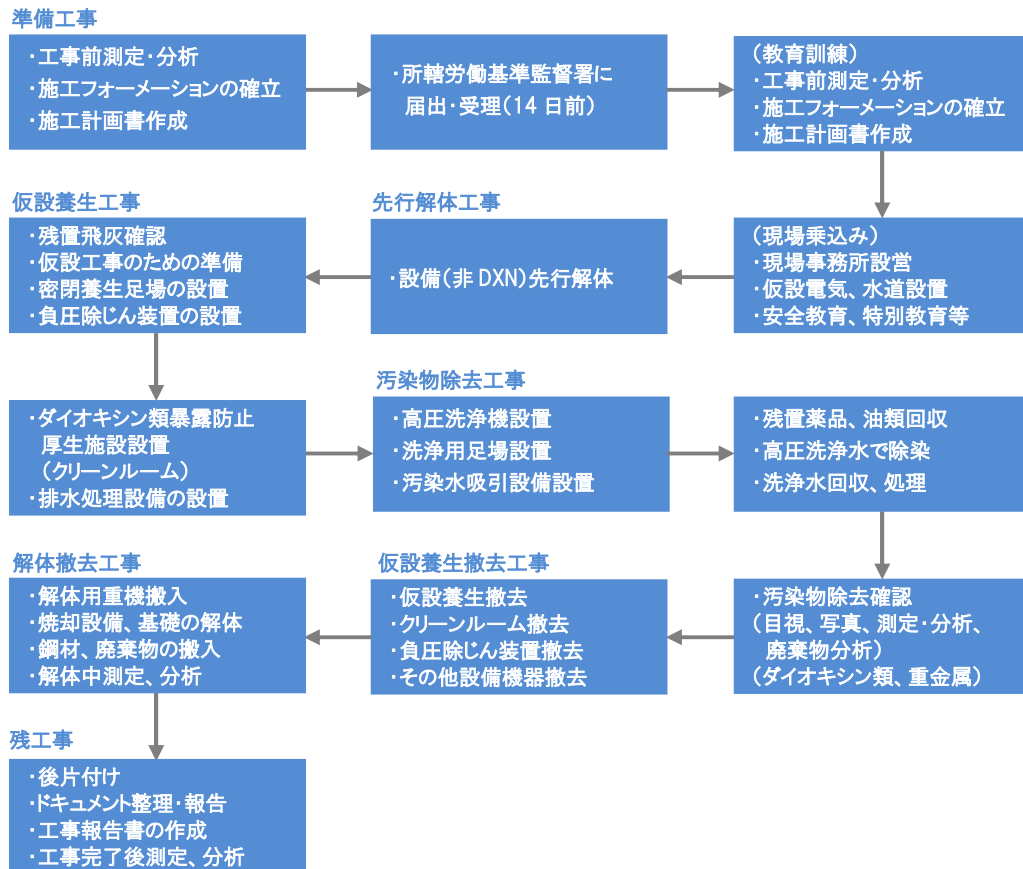 準備工事
・工事前測定・分析
・施工フォーメーションの確立
・施工計画書作成
・所轄労働基準監督署に
届出・受理(14 日前)
(教育訓練)
・工事前測定・分析
・施工フォーメーションの確立
・施工計画書作成
(現場乗込み)
・現場事務所設営
・仮設電気、水道設置
・安全教育、特別教育等
先行解体工事
・設備(非 DXN)先行解体
仮設養生工事
・残置飛灰確認
・仮設工事のための準備
・密閉養生足場の設置
・負圧除じん装置の設置
・ダイオキシン類暴露防止
厚生施設設置
(クリーンルーム)
・排水処理設備の設置
汚染物除去工事
・高圧洗浄機設置
・洗浄用足場設置
・汚染水吸引設備設置
・残置薬品、油類回収
・高圧洗浄水で除染
・洗浄水回収、処理
・汚染物除去確認
(目視、写真、測定・分析、
廃棄物分析)
(ダイオキシン類、重金属)
仮設養生撤去工事
・仮設養生撤去
・クリーンルーム撤去
・負圧除じん装置撤去
・その他設備機器撤去
解体撤去工事
・解体用重機搬入
・焼却設備、基礎の解体
・鋼材、廃棄物の搬入
・解体中測定、分析
残工事
・後片付け
・ドキュメント整理・報告
・工事報告書の作成
・工事完了後測定、分析